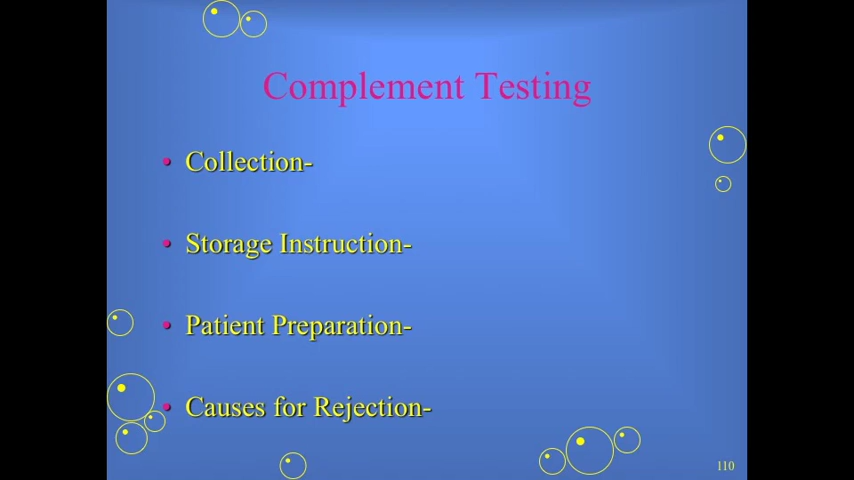 Complement Testing
• Collection-
• Storage Instruction-
• Patient Preparation-
• Causes for Rejection-
110